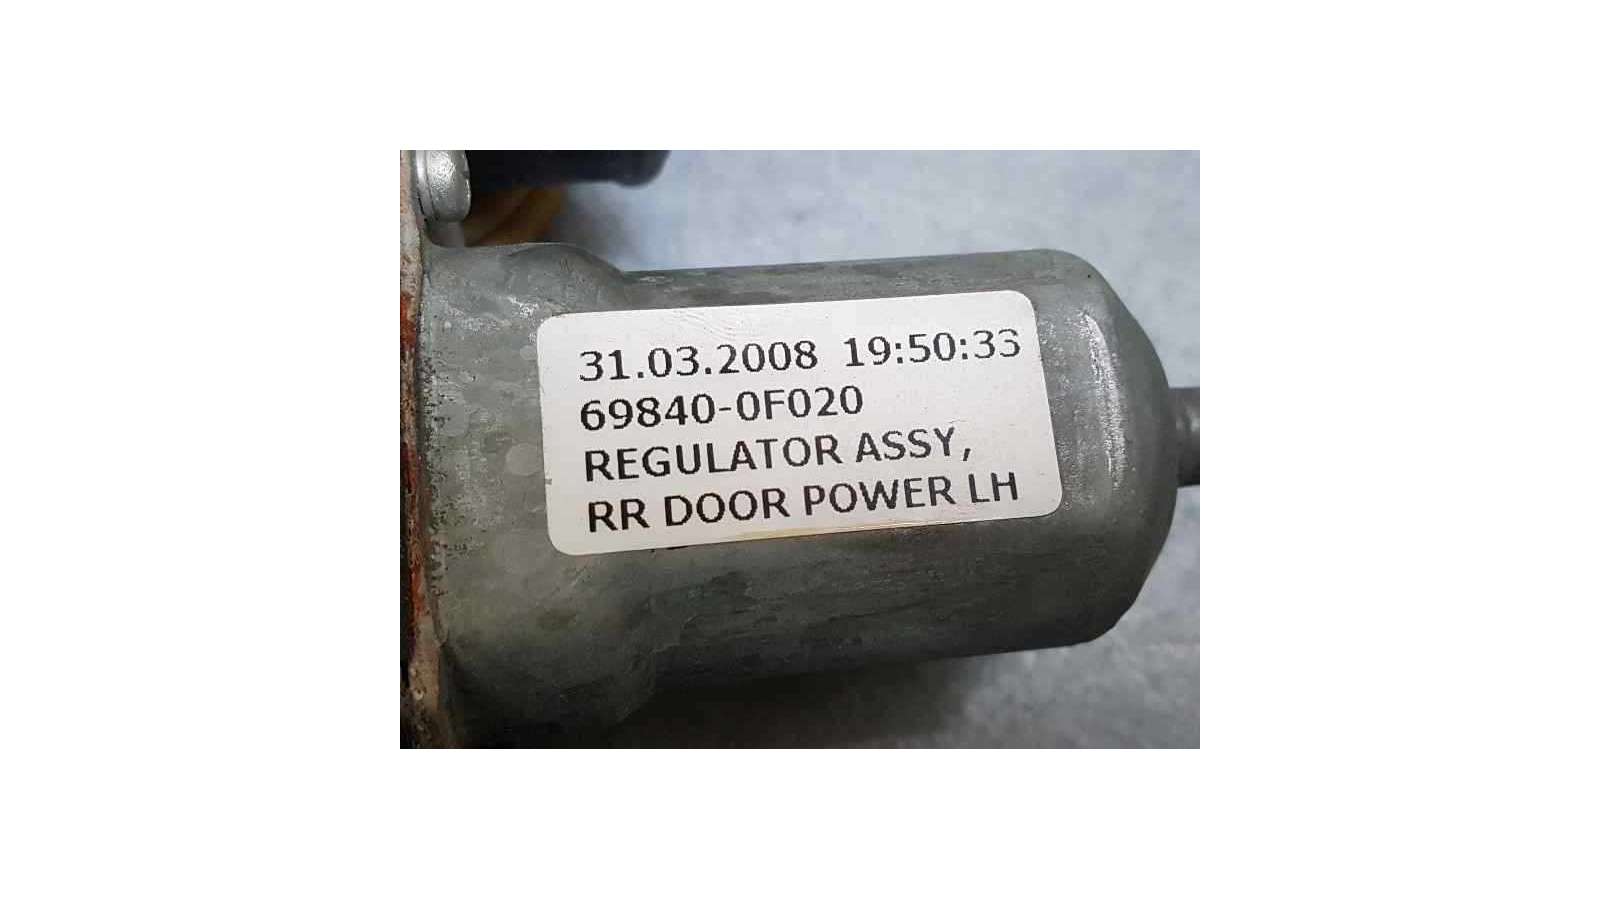 31.03.2008 19:50:33
69840-0F020
REGULATOR ASSY,
RR DOOR POWER LH